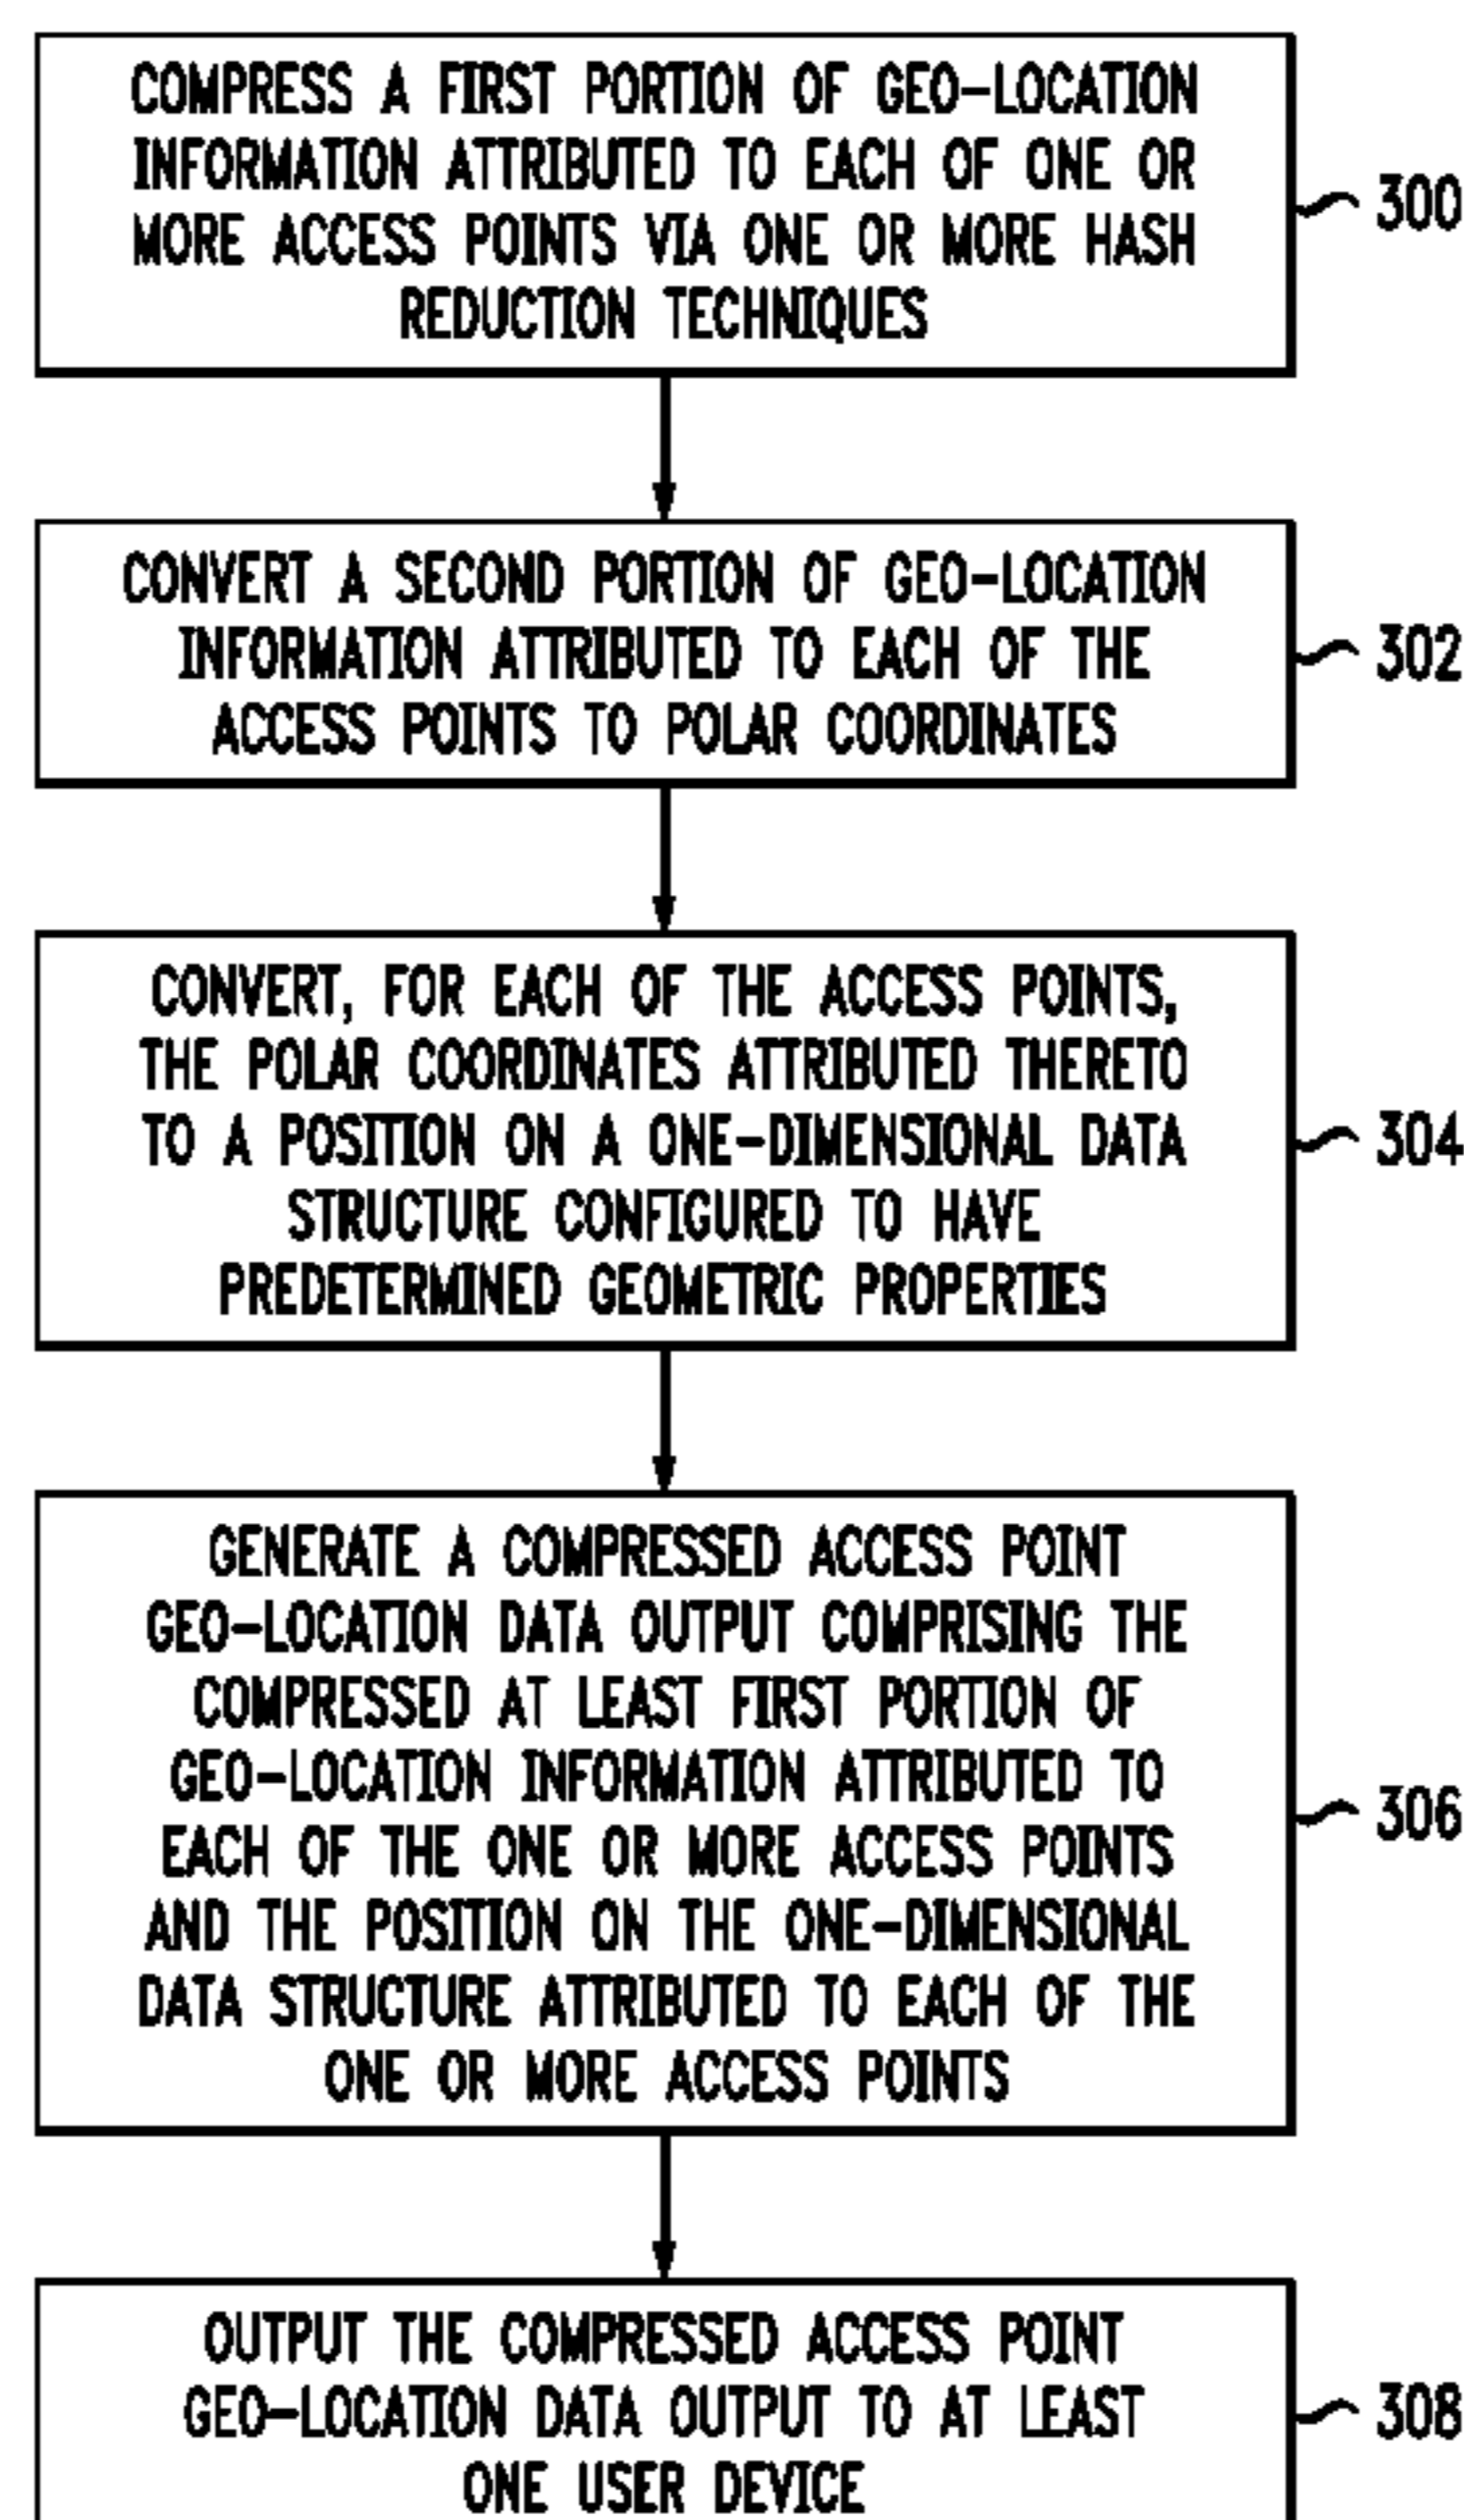 COMPRESS A FIRST PORTION OF GEO-LOCATION
INFORMATION ATTRIBUTED TO EACH OF ONE OR
MORE ACCESS POINTS VIA ONE OR MORE HASH
REDUCTION TECHNIQUES
300
CONVERT A SECOND PORTION OF GEO-LOCATION
INFORMATION ATTRIBUTED TO EACH OF THE
ACCESS POINTS TO POLAR COORDINATES
302
CONVERT, FOR EACH OF THE ACCESS POINTS,
THE POLAR COORDINATES ATTRIBUTED THERETO
TO A POSITION ON A ONE-DIMENSIONAL DATA
STRUCTURE CONFIGURED TO HAVE
PREDETERMINED GEOMETRIC PROPERTIES
304
GENERATE A COMPRESSED ACCESS POINT
GEO-LOCATION DATA OUTPUT COMPRISING THE
COMPRESSED AT LEAST FIRST PORTION OF
GEO-LOCATION INFORMATION ATTRIBUTED TO
EACH OF THE ONE OR MORE ACCESS POINTS
AND THE POSITION ON THE ONE-DIMENSIONAL
DATA STRUCTURE ATTRIBUTED TO EACH OF THE
ONE OR MORE ACCESS POINTS
306
OUTPUT THE COMPRESSED ACCESS POINT
GEO-LOCATION DATA OUTPUT TO AT LEAST
ONE USER DEVICE
308